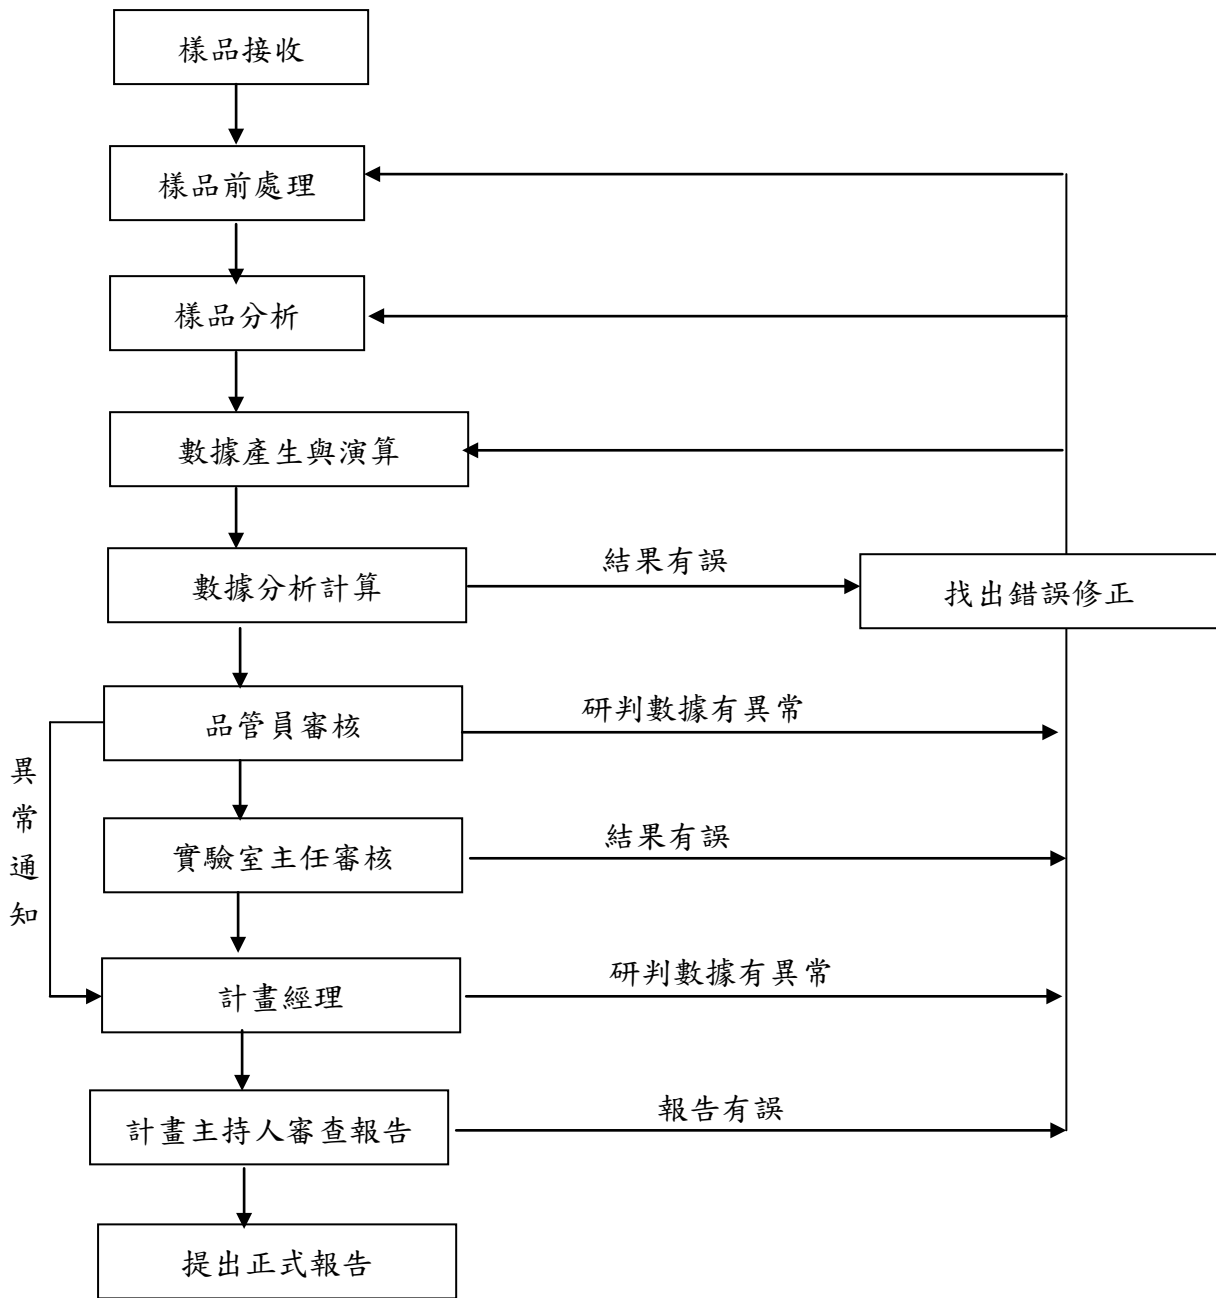 樣品接收
樣品前處理
樣品分析
數據產生與演算
數據分析計算
結果有誤
找出錯誤修正
品管員審核
研判數據有異常
異常通知
實驗室主任審核
結果有誤
計畫經理
研判數據有異常
計畫主持人審查報告
報告有誤
提出正式報告